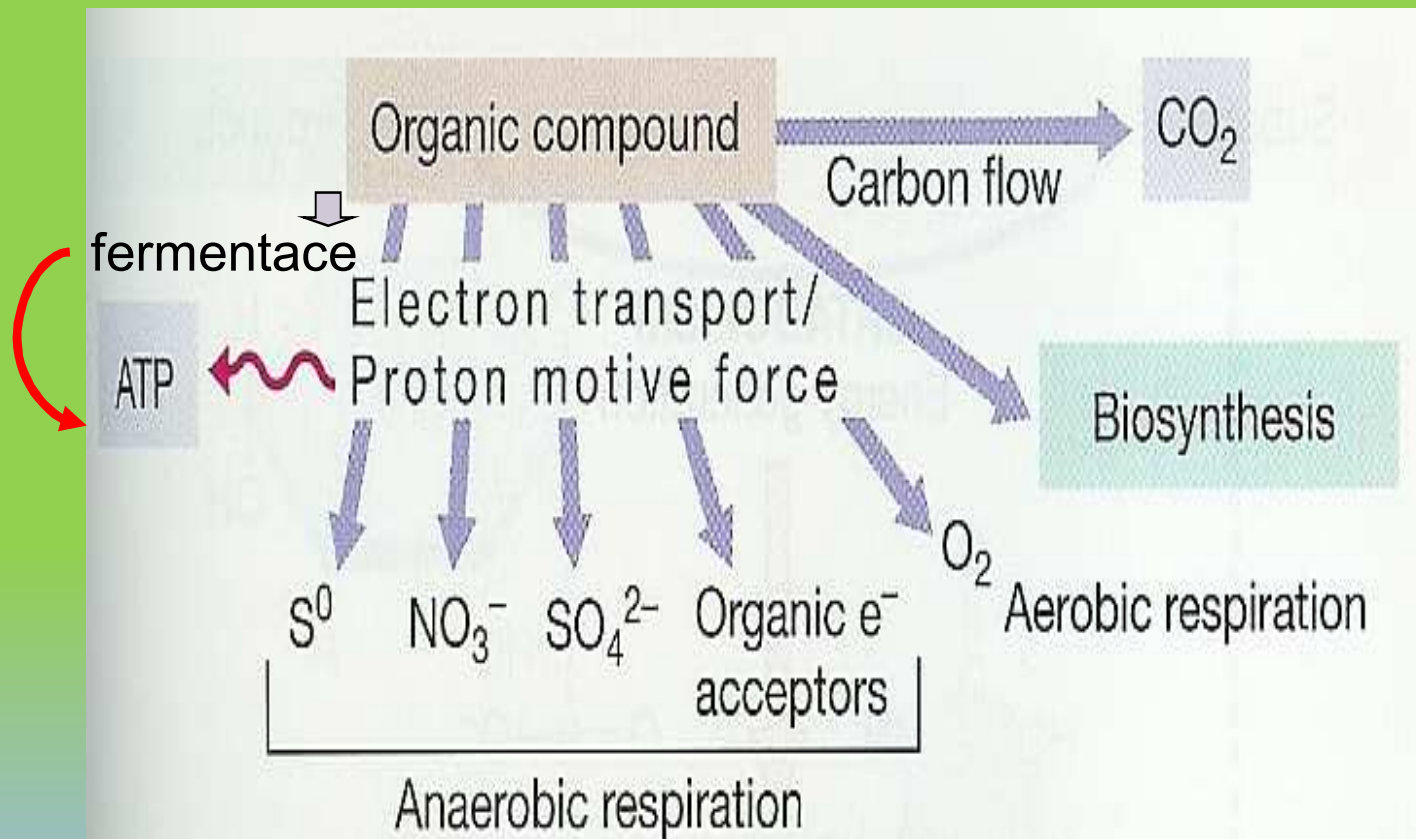 Organic compound
CO₂
Carbon flow
fermentace
Electron transport/
ATP
Proton motive force
Biosynthesis
O₂
S⁰ NO₃⁻ SO₄²⁻ Organic e⁻
acceptors
Aerobic respiration
Anaerobic respiration